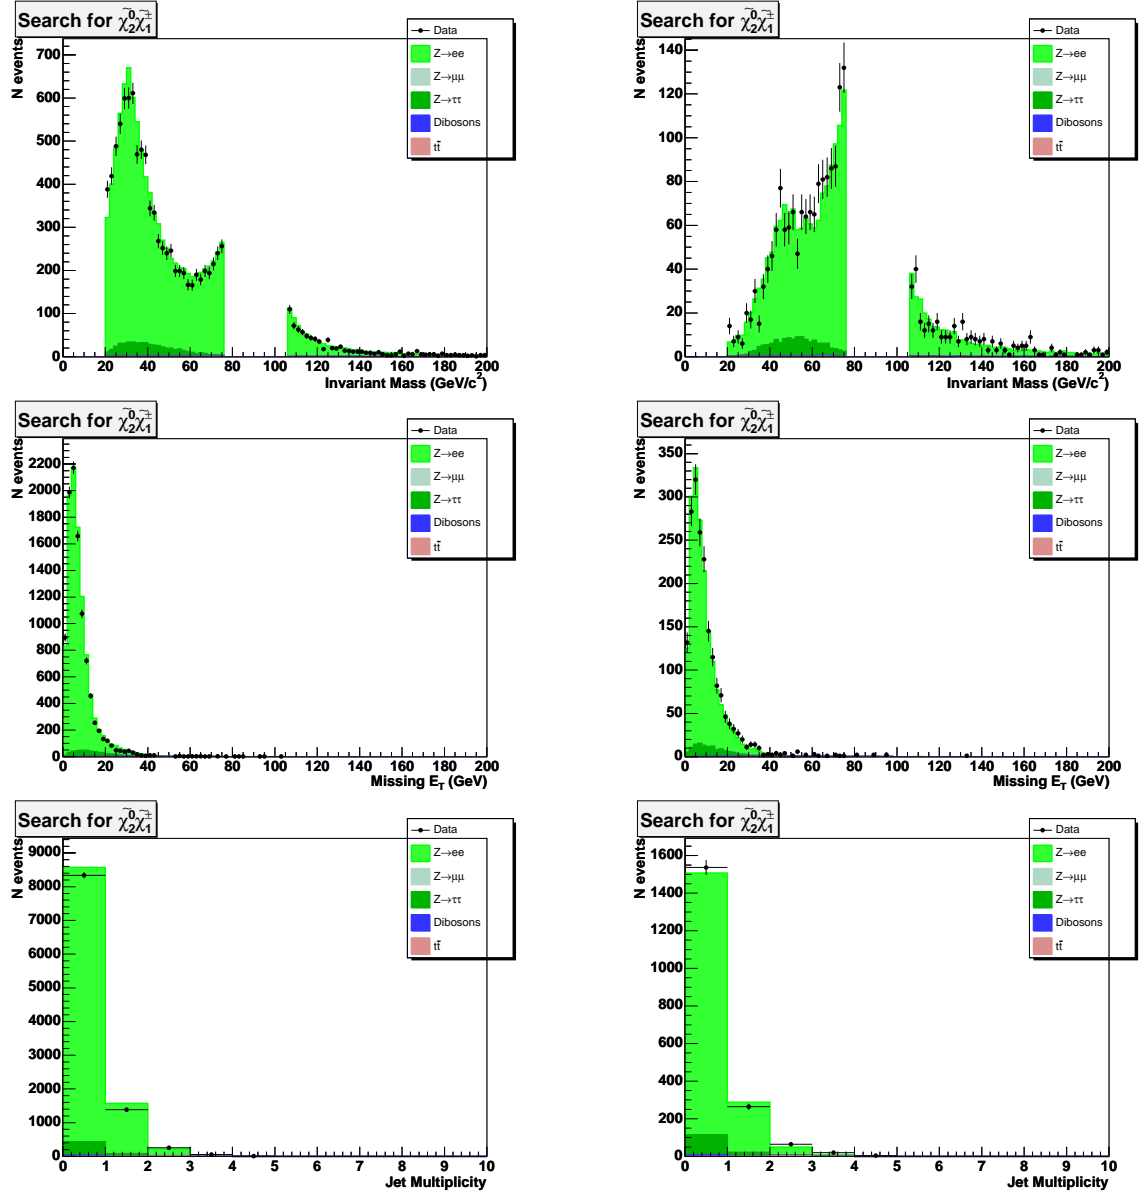 Search for χ̃⁰₂χ̃±₁
Data
Z→ee
Z→μμ
Z→ττ
Dibosons
tt̄
N events
700
600
500
400
300
200
100
0
0 20 40 60 80 100 120 140 160 180 200
Invariant Mass (GeV/c²)
Search for χ̃⁰₂χ̃±₁
Data
Z→ee
Z→μμ
Z→ττ
Dibosons
tt̄
N events
140
120
100
80
60
40
20
0
0 20 40 60 80 100 120 140 160 180 200
Invariant Mass (GeV/c²)
Search for χ̃⁰₂χ̃±₁
Data
Z→ee
Z→μμ
Z→ττ
Dibosons
tt̄
N events
2200
2000
1800
1600
1400
1200
1000
800
600
400
200
0
0 20 40 60 80 100 120 140 160 180 200
Missing E_T (GeV)
Search for χ̃⁰₂χ̃±₁
Data
Z→ee
Z→μμ
Z→ττ
Dibosons
tt̄
N events
350
300
250
200
150
100
50
0
0 20 40 60 80 100 120 140 160 180 200
Missing E_T (GeV)
Search for χ̃⁰₂χ̃±₁
Data
Z→ee
Z→μμ
Z→ττ
Dibosons
tt̄
N events
9000
8000
7000
6000
5000
4000
3000
2000
1000
0
0 1 2 3 4 5 6 7 8 9 10
Jet Multiplicity
Search for χ̃⁰₂χ̃±₁
Data
Z→ee
Z→μμ
Z→ττ
Dibosons
tt̄
N events
1600
1400
1200
1000
800
600
400
200
0
0 1 2 3 4 5 6 7 8 9 10
Jet Multiplicity